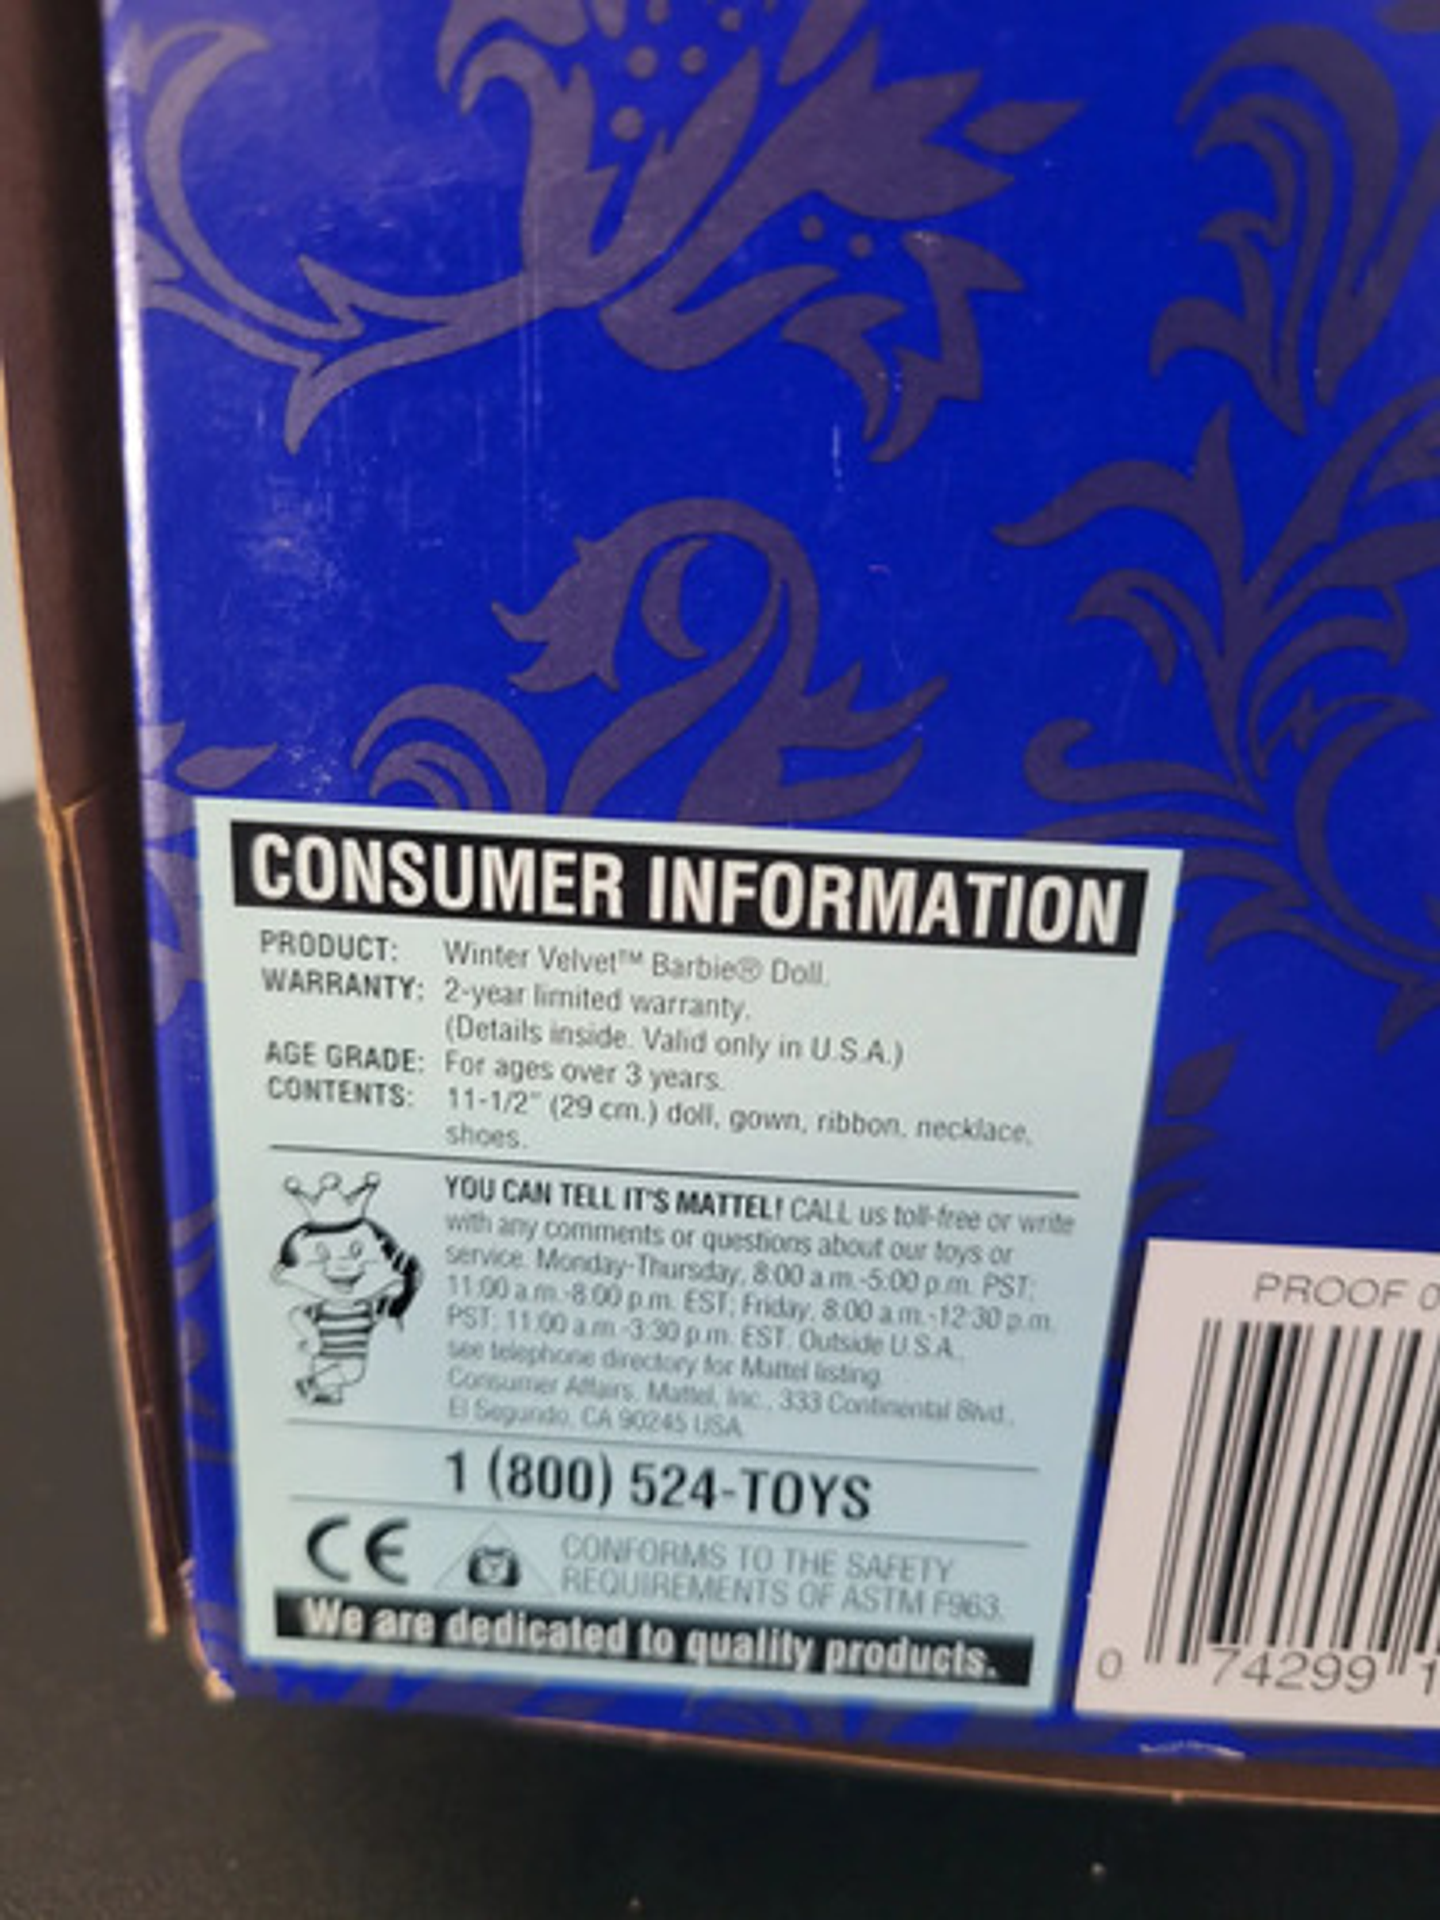 CONSUMER INFORMATION
PRODUCT: Winter Velvet™ Barbie® Doll.
WARRANTY: 2-year limited warranty.
(Details inside. Valid only in U.S.A.)
AGE GRADE: For ages over 3 years.
CONTENTS: 11-1/2" (29 cm.) doll, gown, ribbon, necklace,
shoes.
YOU CAN TELL IT'S MATTEL! CALL us toll-free or write
with any comments or questions about our toys or
service. Monday-Thursday, 8:00 a.m.-5:00 p.m. PST;
11:00 a.m.-8:00 p.m. EST; Friday, 8:00 a.m.-12:30 p.m.
PST; 11:00 a.m.-3:30 p.m. EST. Outside U.S.A.,
see telephone directory for Mattel listing.
Consumer Affairs, Mattel, Inc., 333 Continental Blvd.,
El Segundo, CA 90245 USA.
1 (800) 524-TOYS
CE
CONFORMS TO THE SAFETY
REQUIREMENTS OF ASTM F963.
We are dedicated to quality products.
PROOF O
0 74299 1